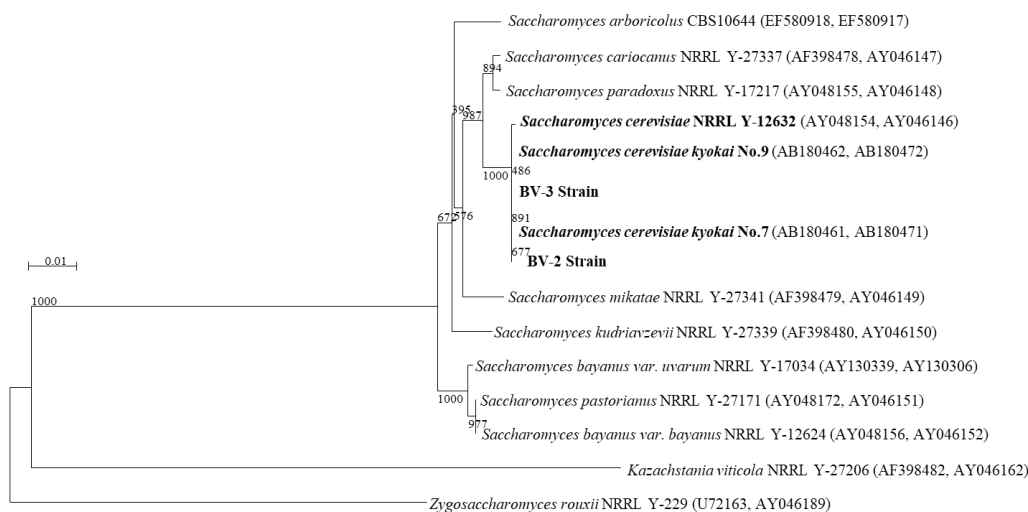 Saccharomyces arboricolus CBS10644 (EF580918, EF580917)
Saccharomyces cariocanus NRRL Y-27337 (AF398478, AY046147)
894
Saccharomyces paradoxus NRRL Y-17217 (AY048155, AY046148)
395
987
Saccharomyces cerevisiae NRRL Y-12632 (AY048154, AY046146)
Saccharomyces cerevisiae kyokai No.9 (AB180462, AB180472)
1000
486
BV-3 Strain
672
576
891
Saccharomyces cerevisiae kyokai No.7 (AB180461, AB180471)
677
BV-2 Strain
0.01
Saccharomyces mikatae NRRL Y-27341 (AF398479, AY046149)
1000
Saccharomyces kudriavzevii NRRL Y-27339 (AF398480, AY046150)
Saccharomyces bayanus var. uvarum NRRL Y-17034 (AY130339, AY130306)
1000
Saccharomyces pastorianus NRRL Y-27171 (AY048172, AY046151)
977
Saccharomyces bayanus var. bayanus NRRL Y-12624 (AY048156, AY046152)
Kazachstania viticola NRRL Y-27206 (AF398482, AY046162)
Zygosaccharomyces rouxii NRRL Y-229 (U72163, AY046189)